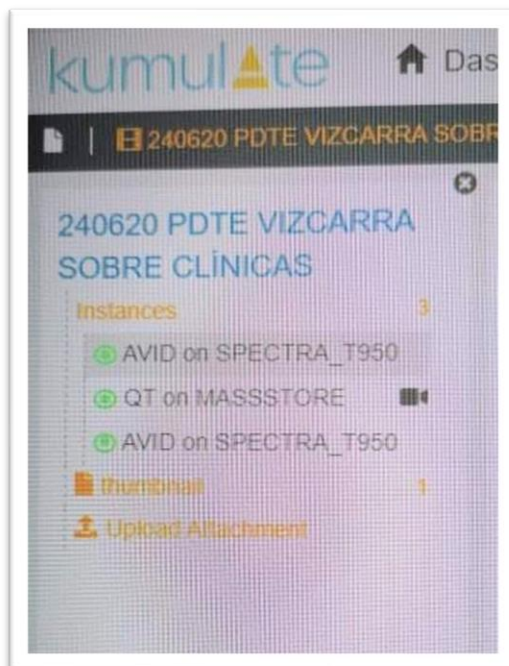 kumulate Das
240620 PDTE VIZCARRA SOBR
240620 PDTE VIZCARRA
SOBRE CLÍNICAS
Instances 3
AVID on SPECTRA_T950
QT on MASSSTORE
AVID on SPECTRA_T950
thumbnail 1
Upload Attachment